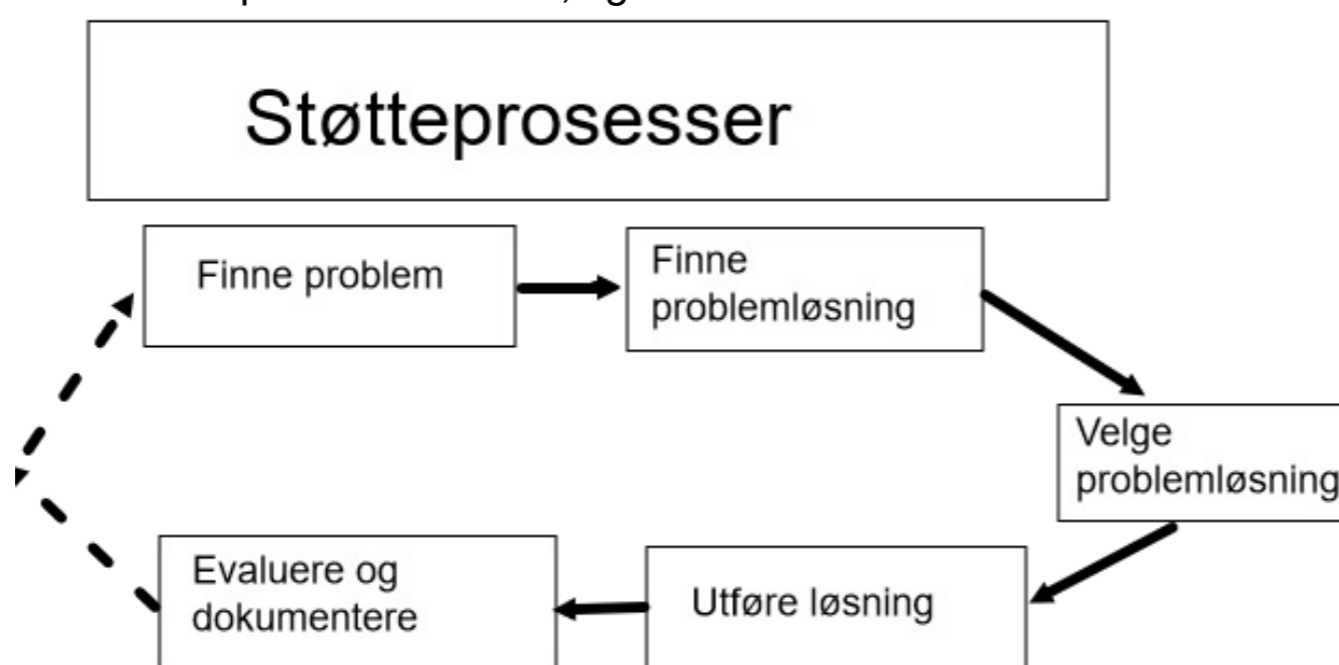 Støtteprosesser
Finne problem
Finne
problemløsning
Velge
problemløsning
Utføre løsning
Evaluere og
dokumentere